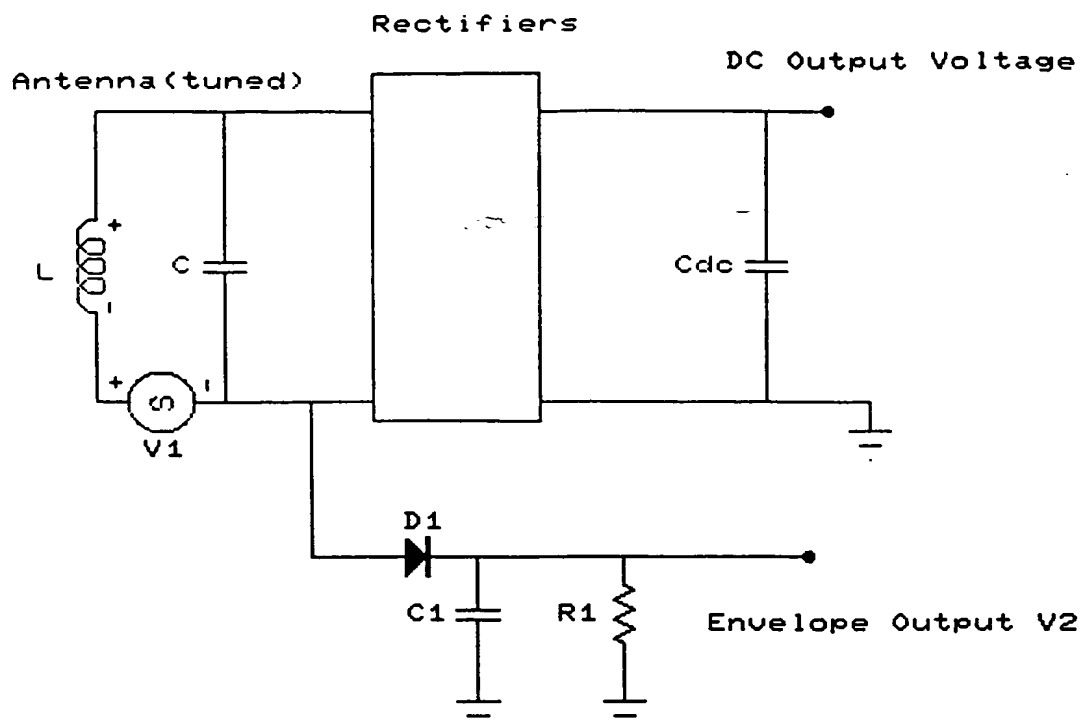 Rectifiers
DC Output Voltage
Antenna(tuned)
+
L
C
Cdc
-
+
-
S
V1
D1
C1
R1
Envelope Output V2